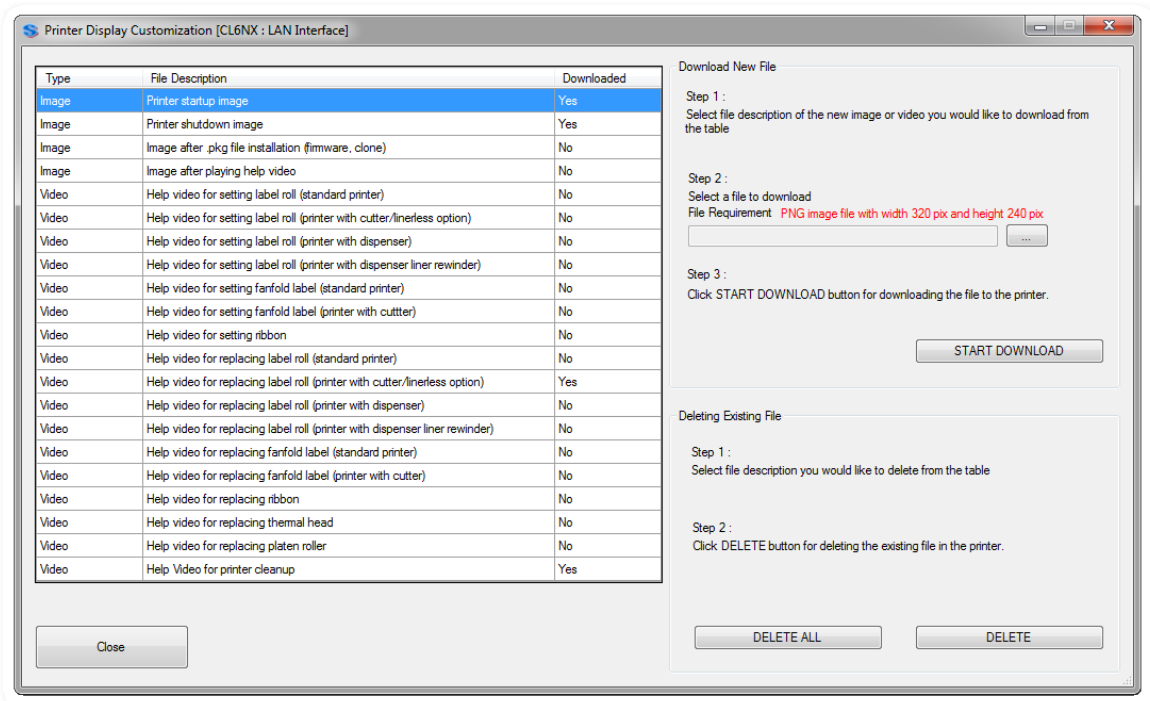 Printer Display Customization [CL6NX : LAN Interface]
Type File Description Downloaded
Image Printer startup image Yes
Image Printer shutdown image Yes
Image Image after .pkg file installation (firmware, clone) No
Image Image after playing help video No
Video Help video for setting label roll (standard printer) No
Video Help video for setting label roll (printer with cutter/linerless option) No
Video Help video for setting label roll (printer with dispenser) No
Video Help video for setting label roll (printer with dispenser liner rewinder) No
Video Help video for setting fanfold label (standard printer) No
Video Help video for setting fanfold label (printer with cuttter) No
Video Help video for setting ribbon No
Video Help video for replacing label roll (standard printer) No
Video Help video for replacing label roll (printer with cutter/linerless option) Yes
Video Help video for replacing label roll (printer with dispenser) No
Video Help video for replacing label roll (printer with dispenser liner rewinder) No
Video Help video for replacing fanfold label (standard printer) No
Video Help video for replacing fanfold label (printer with cutter) No
Video Help video for replacing ribbon No
Video Help video for replacing thermal head No
Video Help video for replacing platen roller No
Video Help Video for printer cleanup Yes
Close
Download New File
Step 1 :
Select file description of the new image or video you would like to download from
the table
Step 2 :
Select a file to download
File Requirement PNG image file with width 320 pix and height 240 pix
...
Step 3 :
Click START DOWNLOAD button for downloading the file to the printer.
START DOWNLOAD
Deleting Existing File
Step 1 :
Select file description you would like to delete from the table
Step 2 :
Click DELETE button for deleting the existing file in the printer.
DELETE ALL DELETE